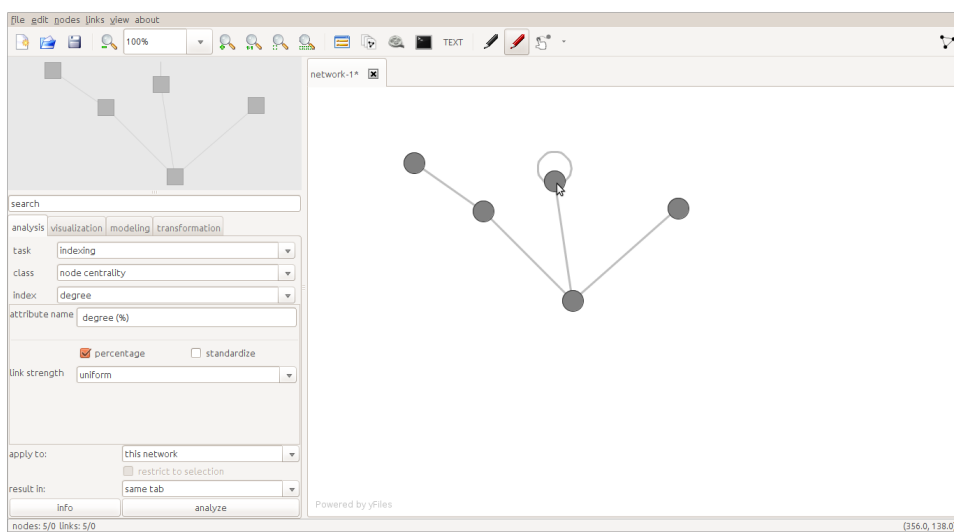 file edit nodes links view about
100%
TEXT
network-1*
search
analysis visualization modeling transformation
task indexing
class node centrality
index degree
attribute name degree (%)
percentage standardize
link strength uniform
apply to: this network
restrict to selection
result in: same tab
info analyze
Powered by yFiles
nodes: 5/0 links: 5/0 (356.0, 138.0)